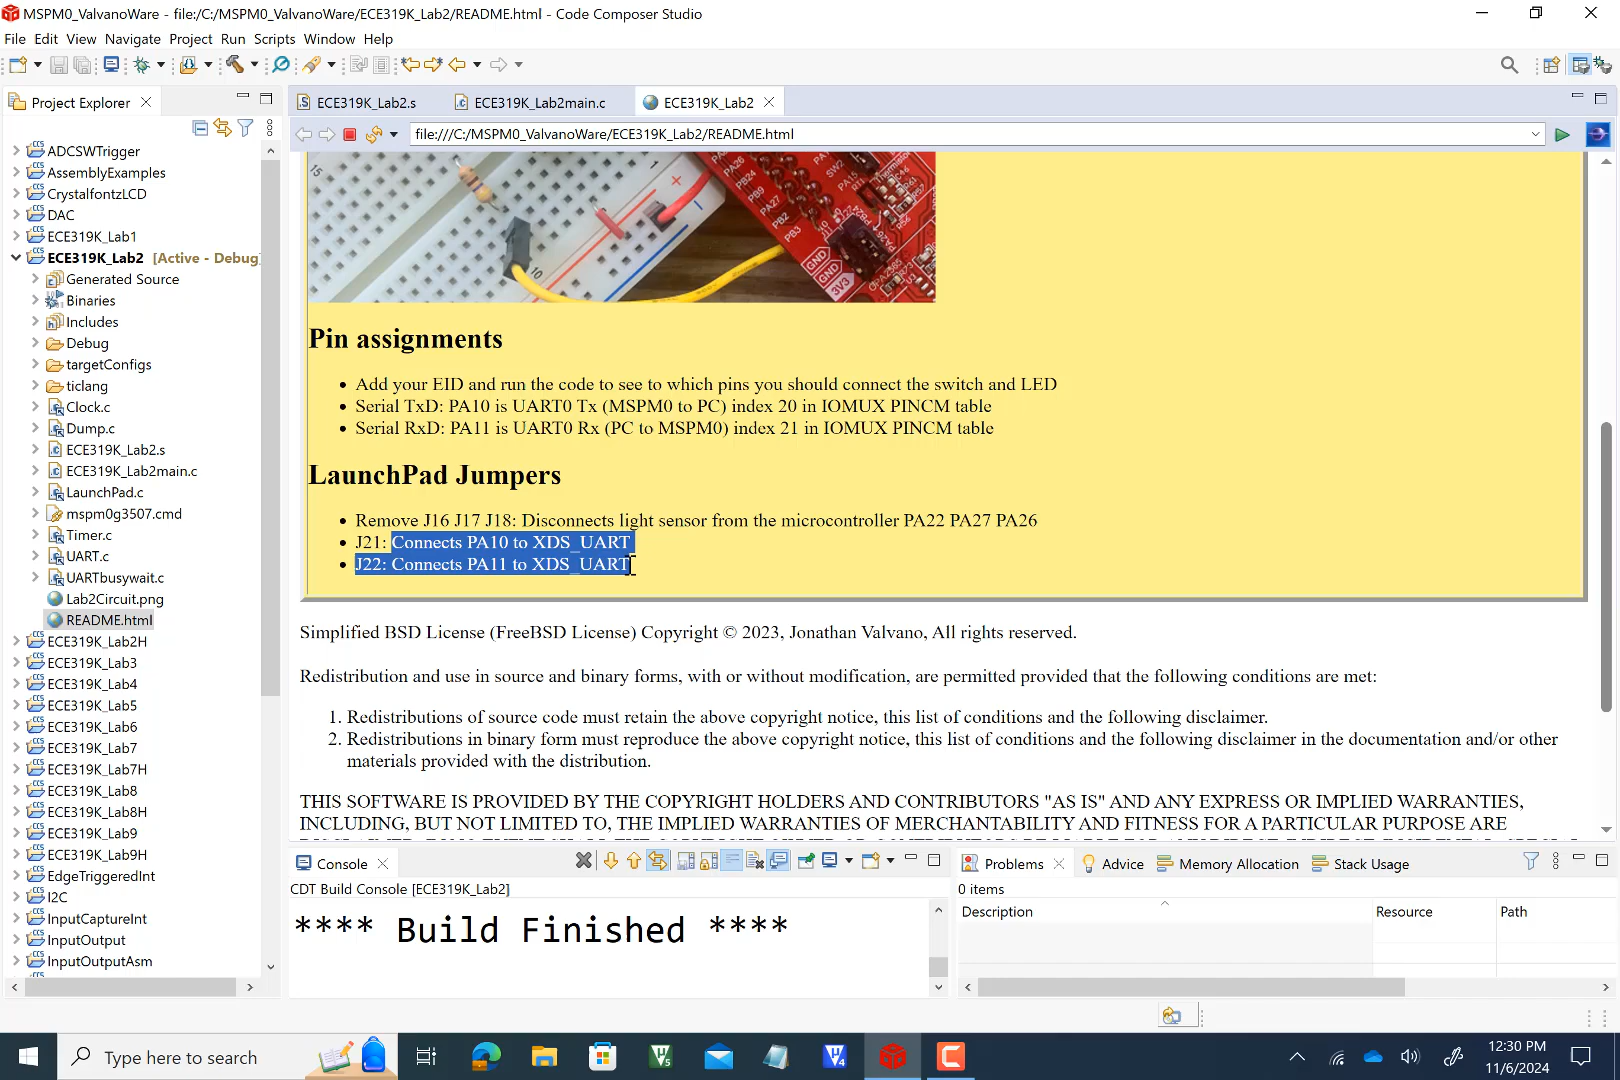 MSPM0_ValvanoWare - file:/C:/MSPM0_ValvanoWare/ECE319K_Lab2/README.html - Code Composer Studio
File Edit View Navigate Project Run Scripts Window Help
Project Explorer
ADCSWTrigger
AssemblyExamples
CrystalfontzLCD
DAC
ECE319K_Lab1
ECE319K_Lab2 [Active - Debug]
Generated Source
Binaries
Includes
Debug
targetConfigs
ticlang
Clock.c
Dump.c
ECE319K_Lab2.s
ECE319K_Lab2main.c
LaunchPad.c
mspm0g3507.cmd
Timer.c
UART.c
UARTbusywait.c
Lab2Circuit.png
README.html
ECE319K_Lab2H
ECE319K_Lab3
ECE319K_Lab4
ECE319K_Lab5
ECE319K_Lab6
ECE319K_Lab7
ECE319K_Lab7H
ECE319K_Lab8
ECE319K_Lab8H
ECE319K_Lab9
ECE319K_Lab9H
EdgeTriggeredInt
I2C
InputCaptureInt
InputOutput
InputOutputAsm
ECE319K_Lab2.s ECE319K_Lab2main.c ECE319K_Lab2
file:///C:/MSPM0_ValvanoWare/ECE319K_Lab2/README.html
15
1
10
1
PA26
PB24
PB9
PA27
PB2
PB3
GND
GND
3V3
Pin assignments
• Add your EID and run the code to see to which pins you should connect the switch and LED
• Serial TxD: PA10 is UART0 Tx (MSPM0 to PC) index 20 in IOMUX PINCM table
• Serial RxD: PA11 is UART0 Rx (PC to MSPM0) index 21 in IOMUX PINCM table
LaunchPad Jumpers
• Remove J16 J17 J18: Disconnects light sensor from the microcontroller PA22 PA27 PA26
• J21: Connects PA10 to XDS_UART
• J22: Connects PA11 to XDS_UART
Simplified BSD License (FreeBSD License) Copyright © 2023, Jonathan Valvano, All rights reserved.
Redistribution and use in source and binary forms, with or without modification, are permitted provided that the following conditions are met:
1. Redistributions of source code must retain the above copyright notice, this list of conditions and the following disclaimer.
2. Redistributions in binary form must reproduce the above copyright notice, this list of conditions and the following disclaimer in the documentation and/or other
materials provided with the distribution.
THIS SOFTWARE IS PROVIDED BY THE COPYRIGHT HOLDERS AND CONTRIBUTORS "AS IS" AND ANY EXPRESS OR IMPLIED WARRANTIES,
INCLUDING, BUT NOT LIMITED TO, THE IMPLIED WARRANTIES OF MERCHANTABILITY AND FITNESS FOR A PARTICULAR PURPOSE ARE
Console
CDT Build Console [ECE319K_Lab2]
**** Build Finished ****
Problems Advice Memory Allocation Stack Usage
0 items
Description Resource Path
Type here to search
12:30 PM
11/6/2024